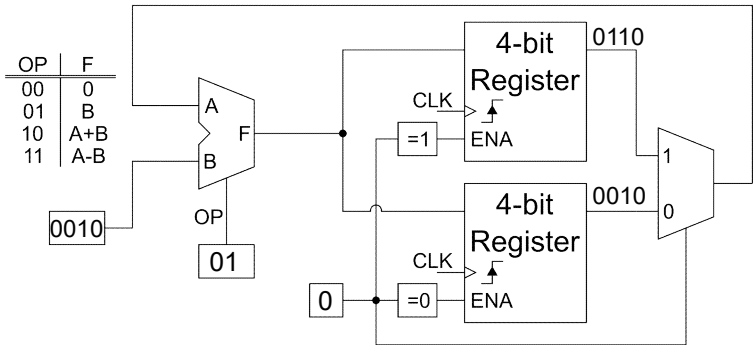 OP F
00 0
01 B
10 A+B
11 A-B
A
B
F
OP
0010
01
0
4-bit
Register
CLK
ENA
=1
0110
4-bit
Register
CLK
ENA
=0
0010
1
0